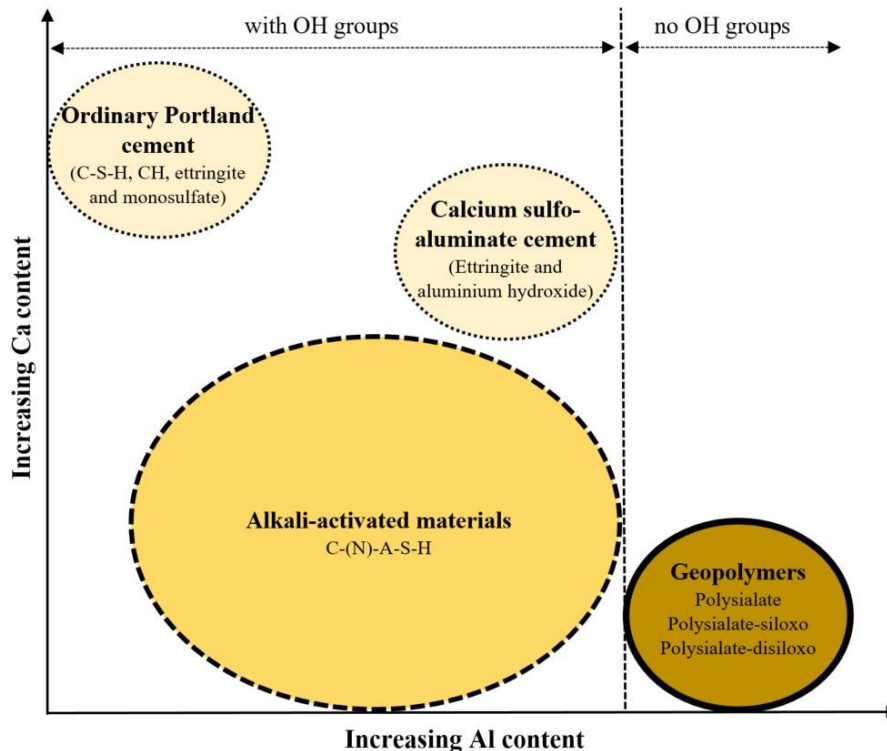 with OH groups
no OH groups
Ordinary Portland
cement
(C-S-H, CH, ettringite
and monosulfate)
Calcium sulfo-
aluminate cement
(Ettringite and
aluminium hydroxide)
Increasing Ca content
Alkali-activated materials
C-(N)-A-S-H
Geopolymers
Polysialate
Polysialate-siloxo
Polysialate-disiloxo
Increasing Al content